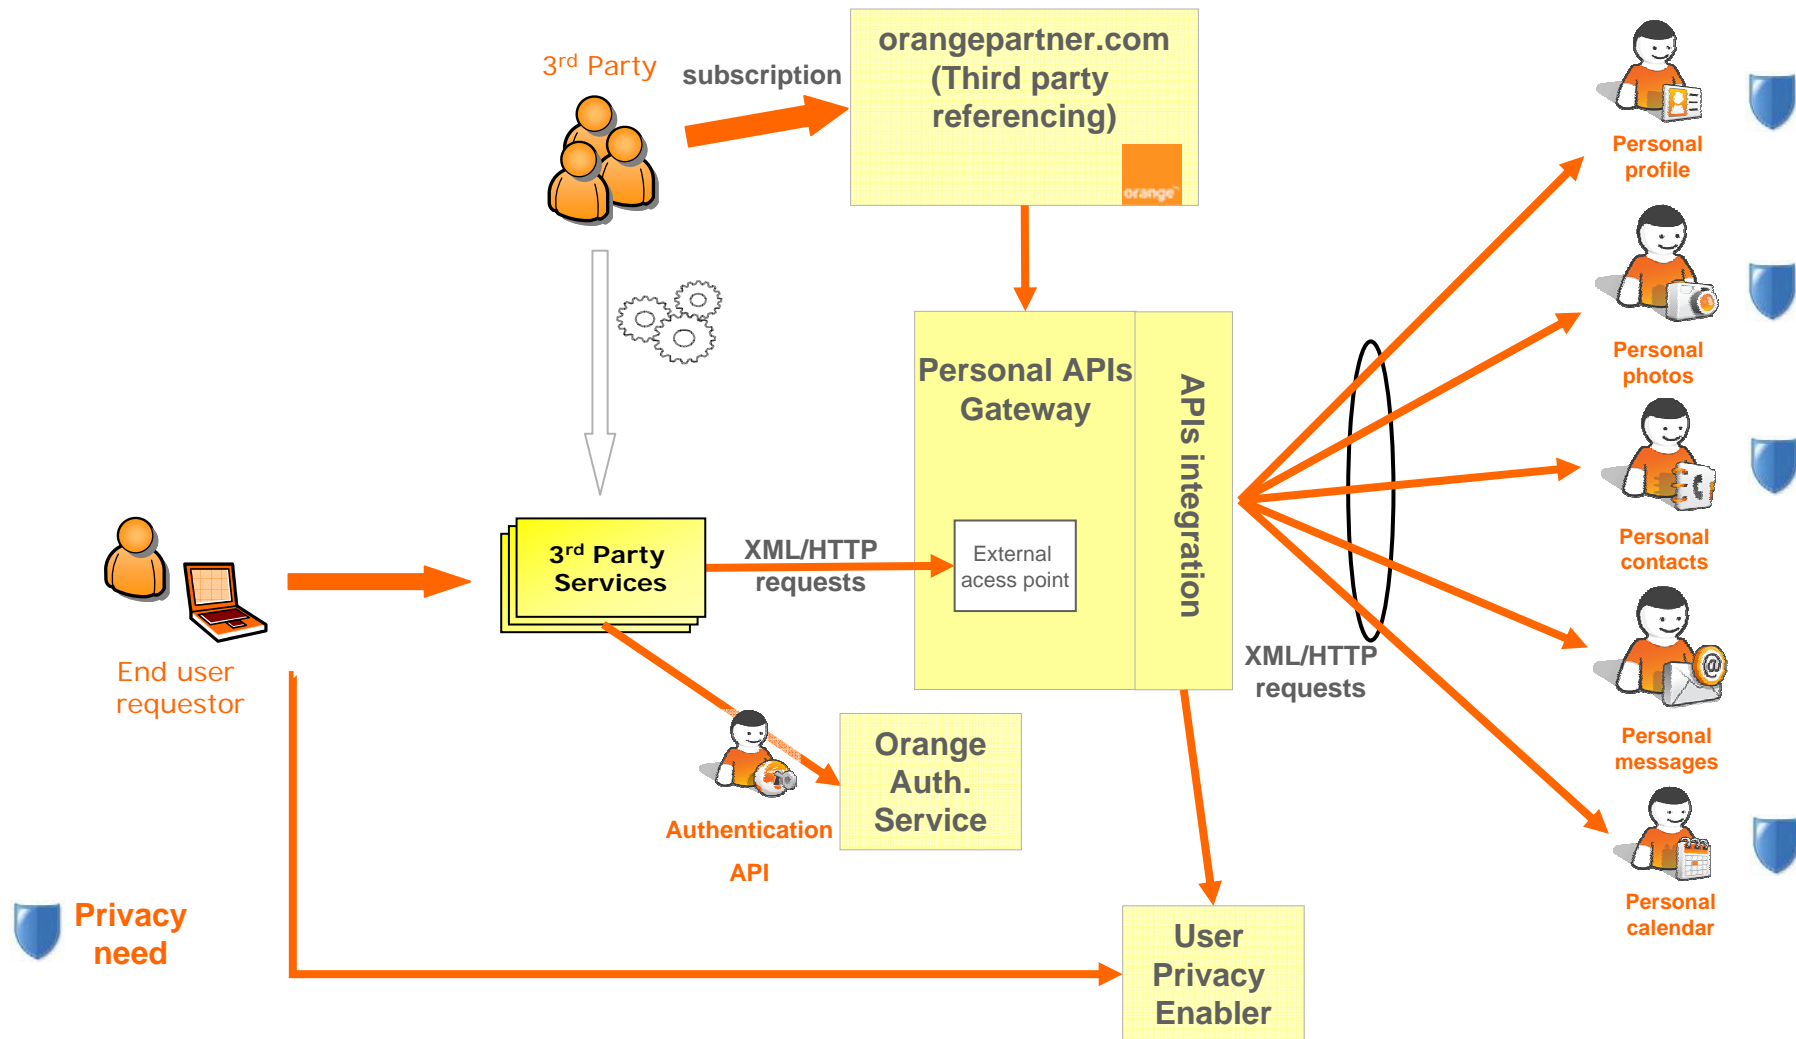 3rd Party
subscription
orangepartner.com
(Third party
referencing)
orange™
Personal
profile
Personal
photos
Personal APIs
Gateway
APIs integration
External
acess point
3rd Party
Services
XML/HTTP
requests
Personal
contacts
XML/HTTP
requests
End user
requestor
Personal
messages
Orange
Auth.
Service
Authentication
API
Personal
calendar
Privacy
need
User
Privacy
Enabler